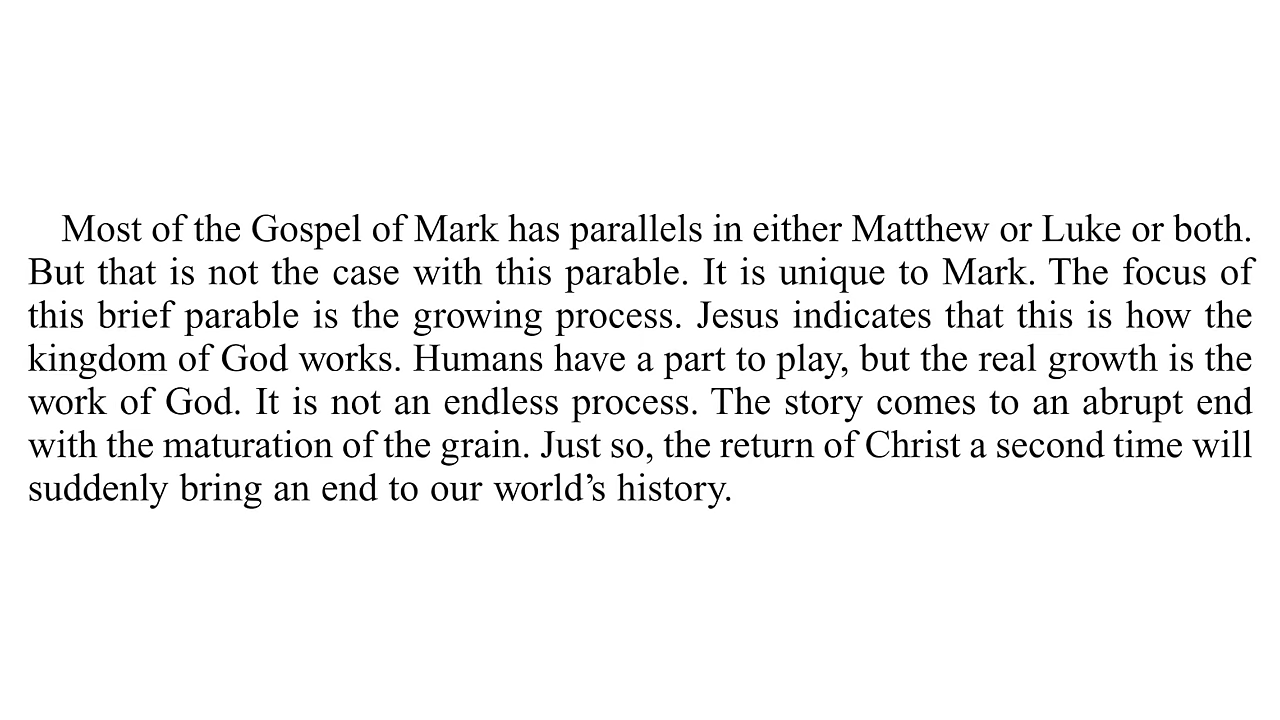 Most of the Gospel of Mark has parallels in either Matthew or Luke or both.
But that is not the case with this parable. It is unique to Mark. The focus of
this brief parable is the growing process. Jesus indicates that this is how the
kingdom of God works. Humans have a part to play, but the real growth is the
work of God. It is not an endless process. The story comes to an abrupt end
with the maturation of the grain. Just so, the return of Christ a second time will
suddenly bring an end to our world’s history.